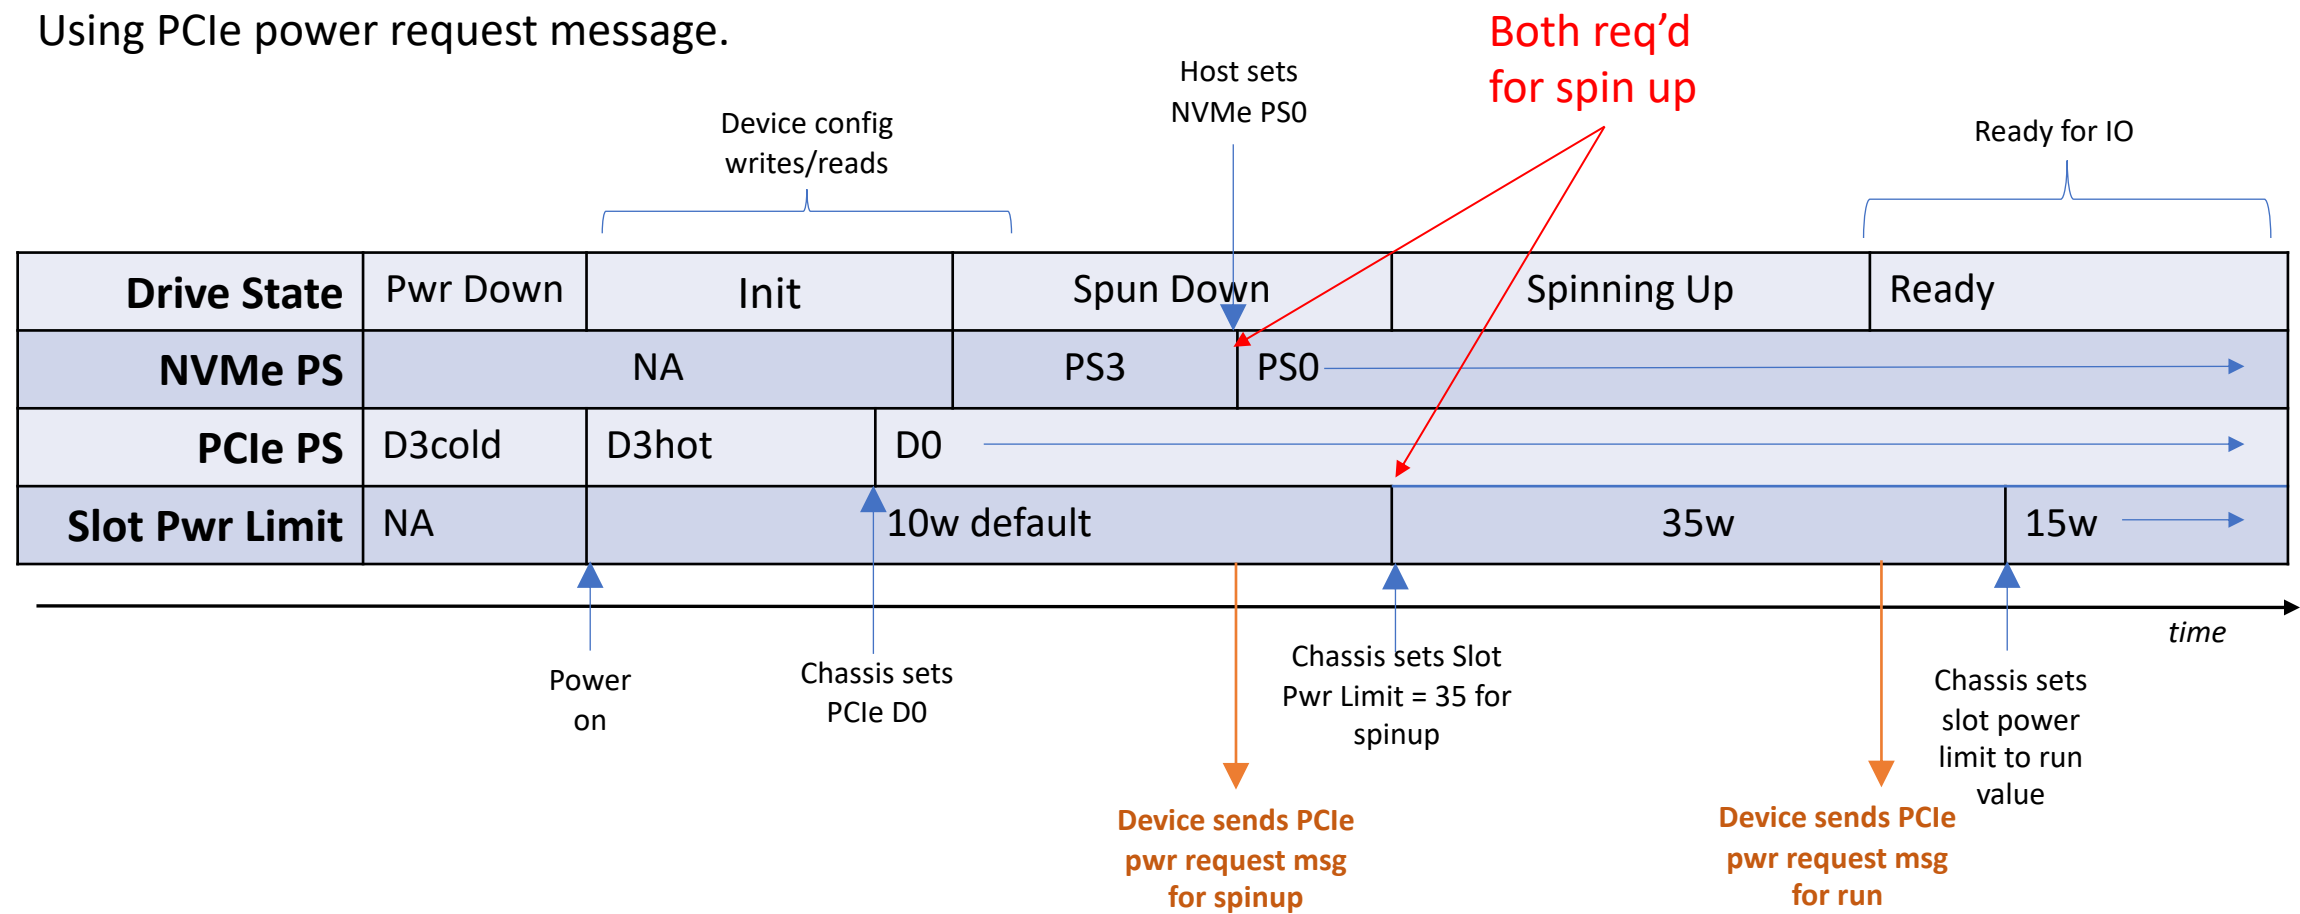 Using PCIe power request message.
Both req’d
for spin up
Host sets
NVMe PS0
Device config
writes/reads
Ready for IO
Drive State Pwr Down Init Spun Down Spinning Up Ready
NVMe PS NA PS3 PS0
PCIe PS D3cold D3hot D0
Slot Pwr Limit NA 10w default 35w 15w
time
Power
on
Chassis sets
PCIe D0
Chassis sets Slot
Pwr Limit = 35 for
spinup
Chassis sets
slot power
limit to run
value
Device sends PCIe
pwr request msg
for spinup
Device sends PCIe
pwr request msg
for run